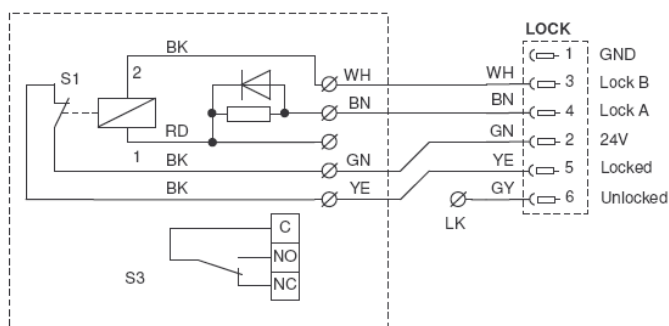 LOCK
BK
1 GND
S1
2
WH
WH
3 Lock B
BN
BN
4 Lock A
RD
GN
2 24V
1
BK
GN
YE
5 Locked
BK
YE
GY
6 Unlocked
LK
C
NO
S3
NC